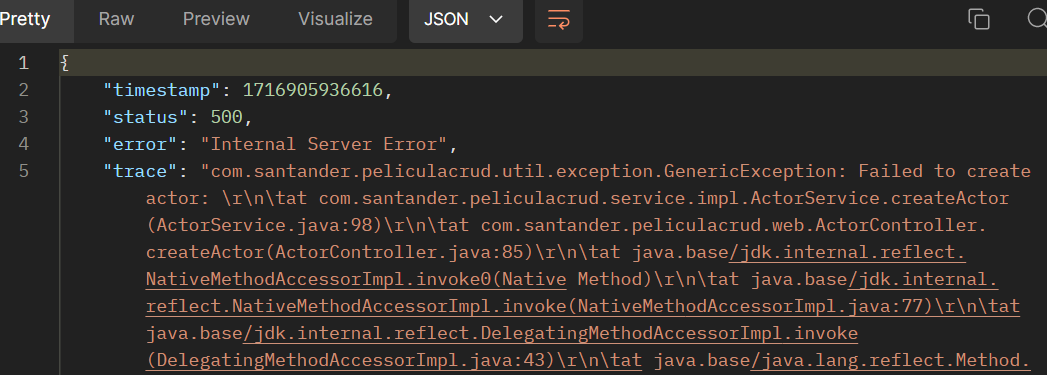 Pretty Raw Preview Visualize JSON
1 {
2 "timestamp": 1716905936616,
3 "status": 500,
4 "error": "Internal Server Error",
5 "trace": "com.santander.peliculacrud.util.exception.GenericException: Failed to create
actor: \r\n\tat com.santander.peliculacrud.service.impl.ActorService.createActor
(ActorService.java:98)\r\n\tat com.santander.peliculacrud.web.ActorController.
createActor(ActorController.java:85)\r\n\tat java.base/jdk.internal.reflect.
NativeMethodAccessorImpl.invoke0(Native Method)\r\n\tat java.base/jdk.internal.
reflect.NativeMethodAccessorImpl.invoke(NativeMethodAccessorImpl.java:77)\r\n\tat
java.base/jdk.internal.reflect.DelegatingMethodAccessorImpl.invoke
(DelegatingMethodAccessorImpl.java:43)\r\n\tat java.base/java.lang.reflect.Method.